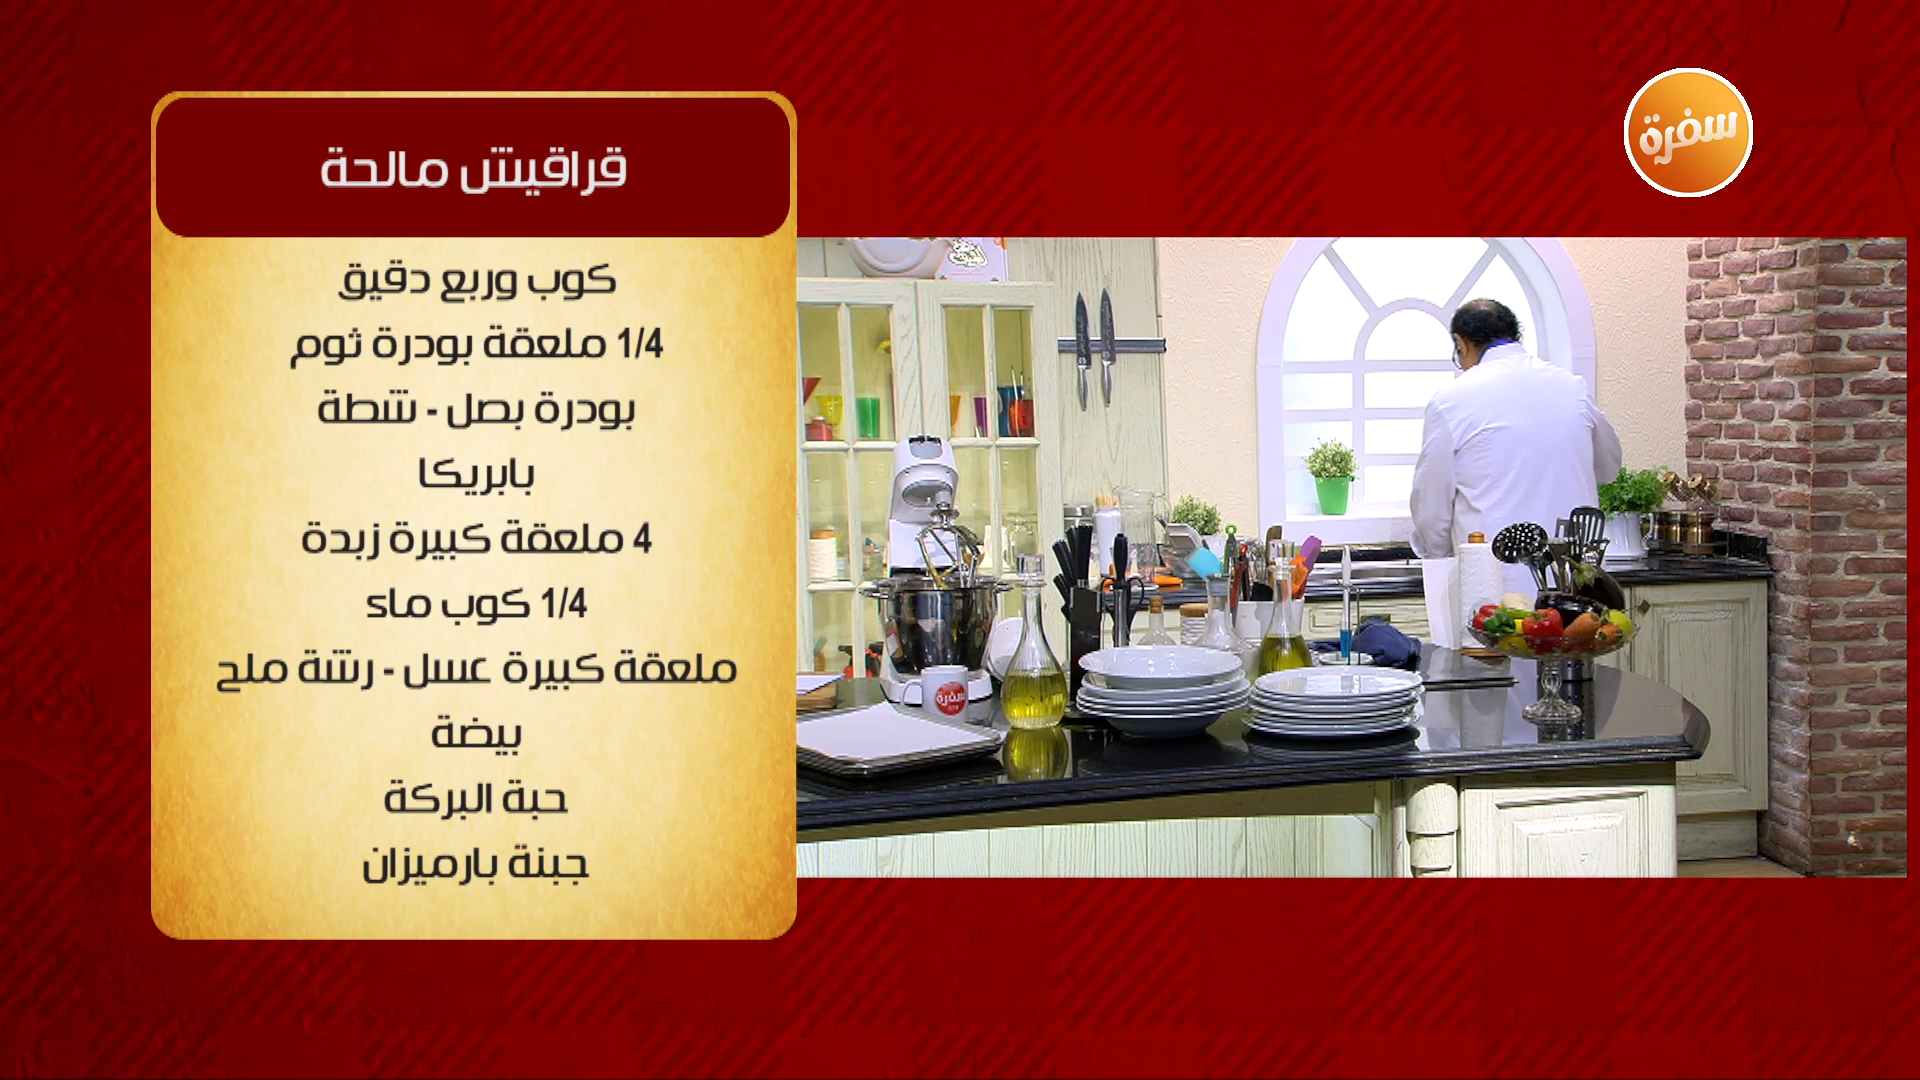 قراقيش مالحة
كوب وربع دقيق
1/4 ملعقة بودرة ثوم
بودرة بصل - شطة
بابريكا
4 ملعقة كبيرة زبدة
1/4 كوب ماء
ملعقة كبيرة عسل - رشة ملح
بيضة
حبة البركة
جبنة بارميزان
سفرة
سفرة